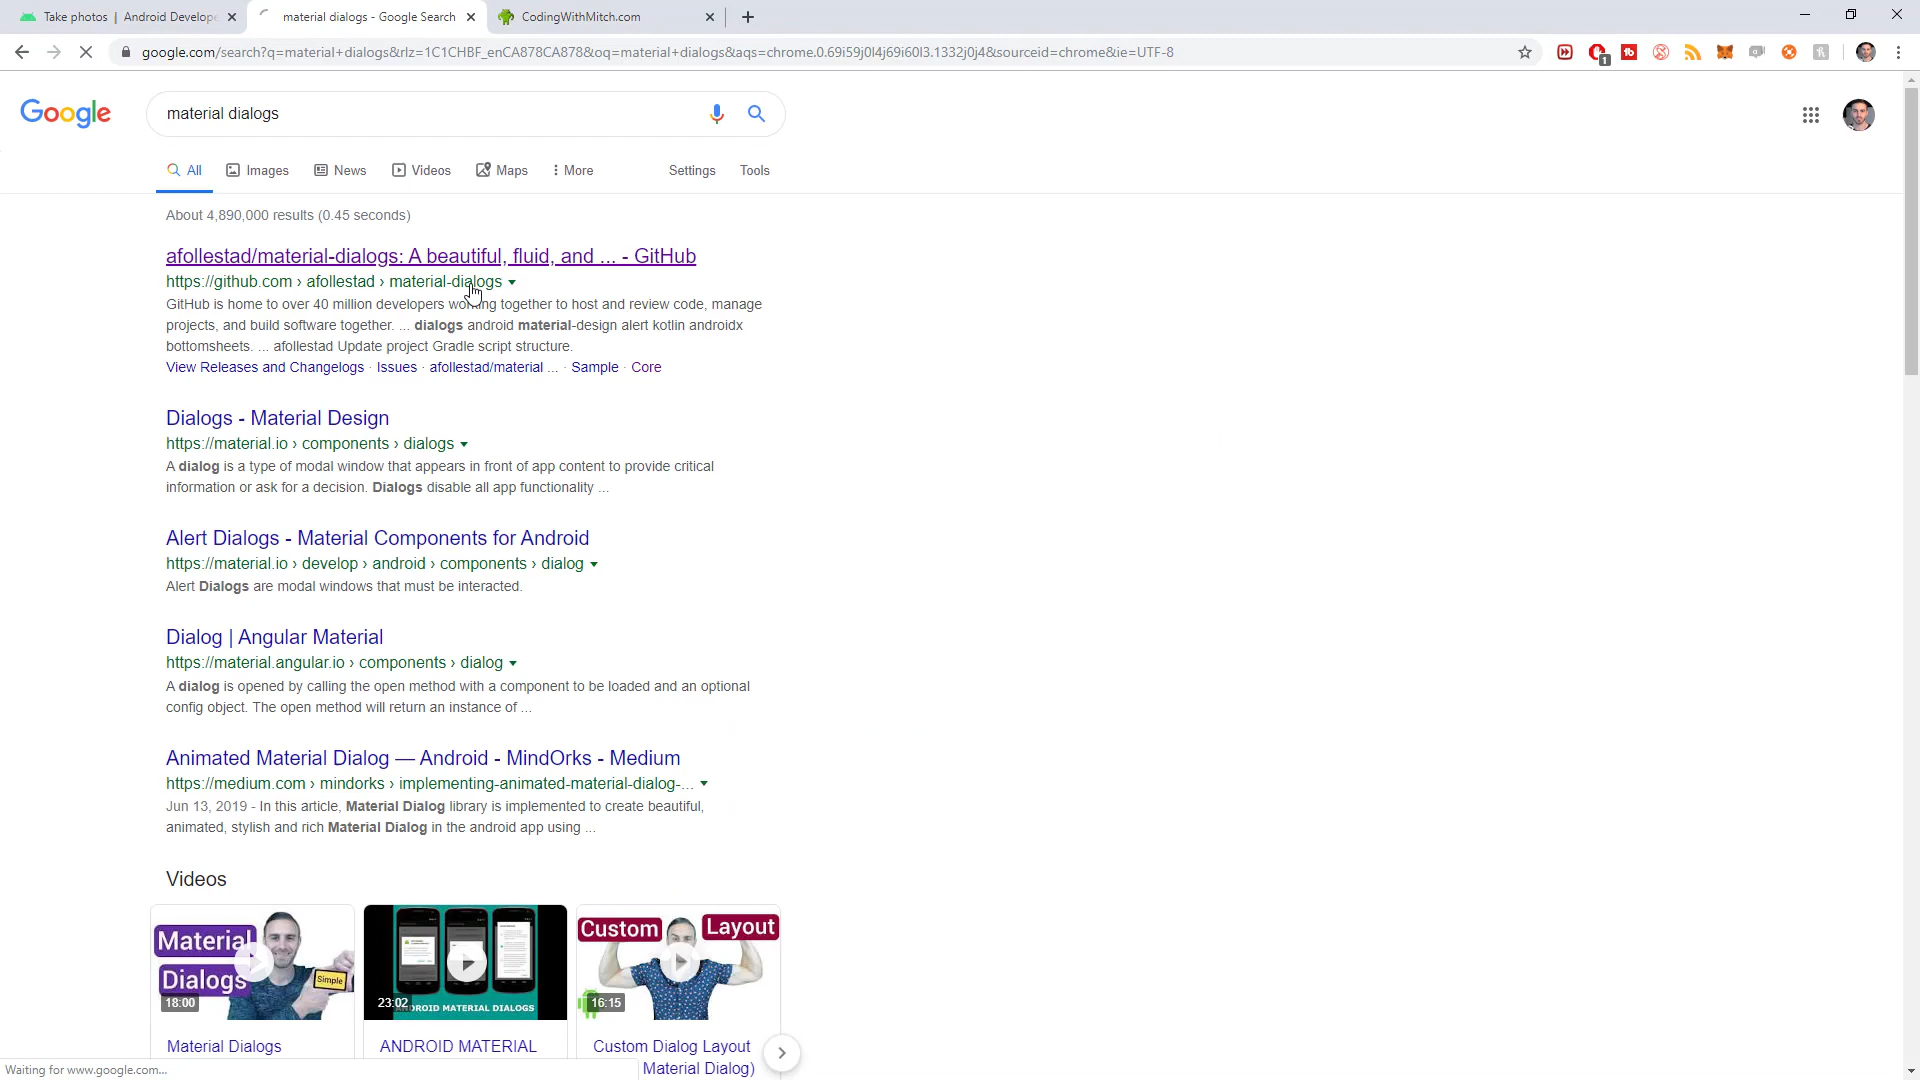 Take photos | Android Develope
material dialogs - Google Search
CodingWithMitch.com
google.com/search?q=material+dialogs&rlz=1C1CHBF_enCA878CA878&oq=material+dialogs&aqs=chrome.0.69i59j0l4j69i60l3.1332j0j4&sourceid=chrome&ie=UTF-8
1
Google
material dialogs
All
Images
News
Videos
Maps
More
Settings
Tools
About 4,890,000 results (0.45 seconds)
afollestad/material-dialogs: A beautiful, fluid, and ... - GitHub
https://github.com › afollestad › material-dialogs
GitHub is home to over 40 million developers working together to host and review code, manage
projects, and build software together. ... dialogs android material-design alert kotlin androidx
bottomsheets. ... afollestad Update project Gradle script structure.
View Releases and Changelogs · Issues · afollestad/material ... · Sample · Core
Dialogs - Material Design
https://material.io › components › dialogs
A dialog is a type of modal window that appears in front of app content to provide critical
information or ask for a decision. Dialogs disable all app functionality ...
Alert Dialogs - Material Components for Android
https://material.io › develop › android › components › dialog
Alert Dialogs are modal windows that must be interacted.
Dialog | Angular Material
https://material.angular.io › components › dialog
A dialog is opened by calling the open method with a component to be loaded and an optional
config object. The open method will return an instance of ...
Animated Material Dialog — Android - MindOrks - Medium
https://medium.com › mindorks › implementing-animated-material-dialog-...
Jun 13, 2019 - In this article, Material Dialog library is implemented to create beautiful,
animated, stylish and rich Material Dialog in the android app using ...
Videos
Material
Dialogs
Simple
18:00
23:02
ANDROID MATERIAL DIALOGS
Custom
Layout
16:15
Material Dialogs
ANDROID MATERIAL
Custom Dialog Layout
Material Dialog)
Waiting for www.google.com...